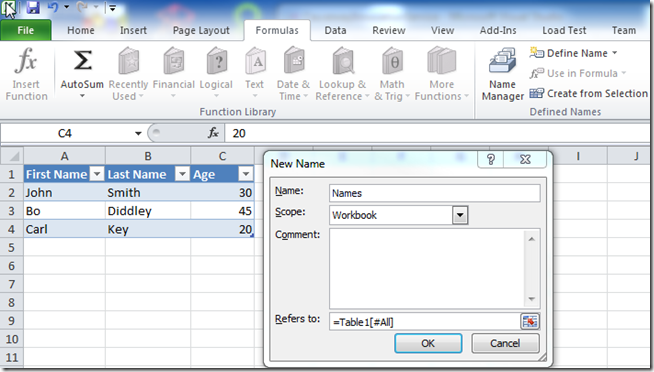 File Home Insert Page Layout Formulas Data Review View Add-Ins Load Test Team
fx Σ θ
Insert Function AutoSum Recently Used Financial Logical Text Date & Time Lookup & Reference Math & Trig More Functions Name Manager
Define Name
Use in Formula
Create from Selection
Function Library Defined Names
C4 fx 20
A B C I J
1 First Name Last Name Age
2 John Smith 30
3 Bo Diddley 45
4 Carl Key 20
5
6
7
8
9
10
11
New Name ?
Name: Names
Scope: Workbook
Comment:
Refers to: =Table1[#All]
OK Cancel